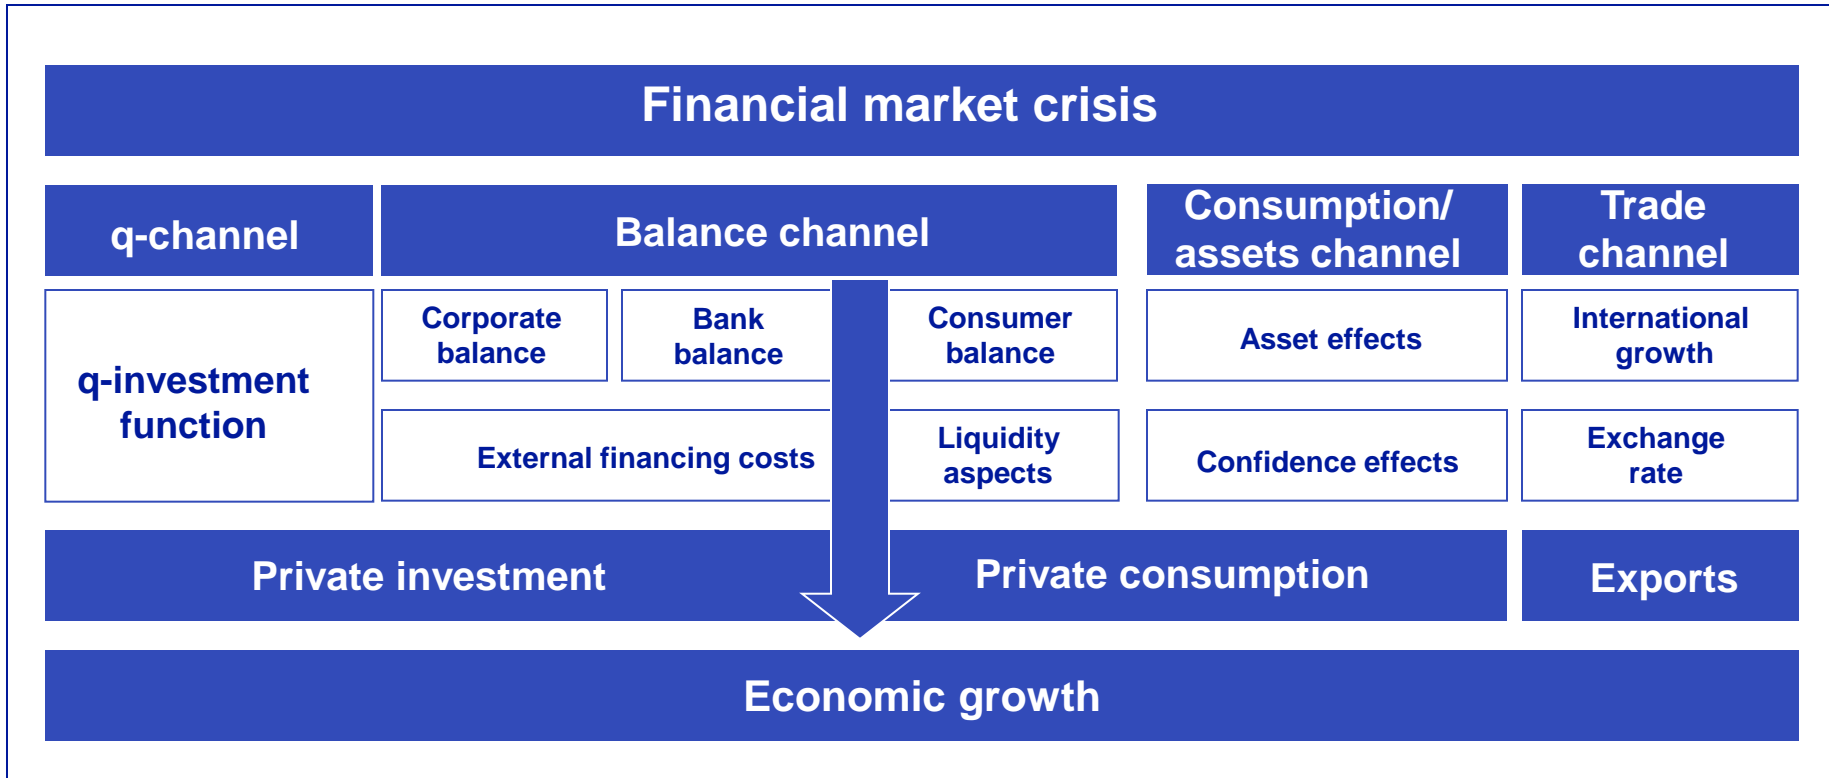 Financial market crisis
q-channel
Balance channel
Consumption/
assets channel
Trade
channel
q-investment
function
Corporate
balance
Bank
balance
Consumer
balance
Asset effects
International
growth
External financing costs
Liquidity
aspects
Confidence effects
Exchange
rate
Private investment
Private consumption
Exports
Economic growth